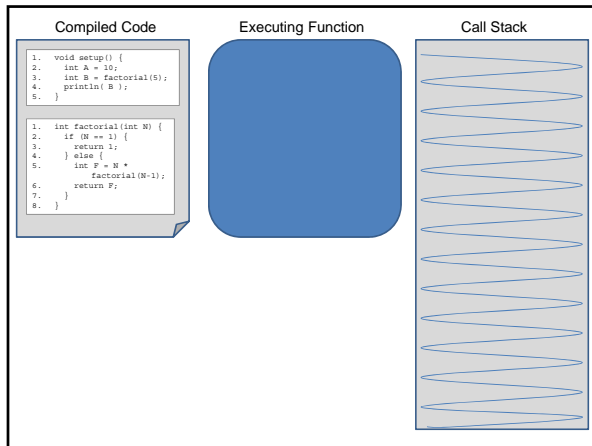 Compiled Code
1. void setup() {
2. int A = 10;
3. int B = factorial(5);
4. println( B );
5. }
1. int factorial(int N) {
2. if (N == 1) {
3. return 1;
4. } else {
5. int F = N *
factorial(N-1);
6. return F;
7. }
8. }
Executing Function
Call Stack